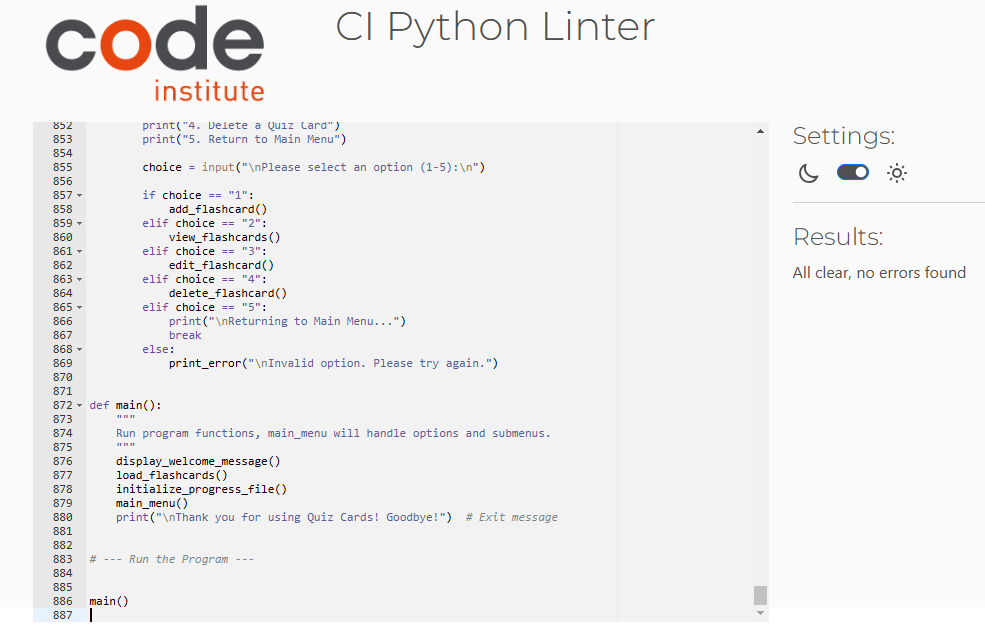 code
institute
CI Python Linter
852 print("4. Delete a Quiz Card")
853 print("5. Return to Main Menu")
854
855 choice = input("\nPlease select an option (1-5):\n")
856
857 if choice == "1":
858 add_flashcard()
859 elif choice == "2":
860 view_flashcards()
861 elif choice == "3":
862 edit_flashcard()
863 elif choice == "4":
864 delete_flashcard()
865 elif choice == "5":
866 print("\nReturning to Main Menu...")
867 break
868 else:
869 print_error("\nInvalid option. Please try again.")
870
871
872 def main():
873 """
874 Run program functions, main_menu will handle options and submenus.
875 """
876 display_welcome_message()
877 load_flashcards()
878 initialize_progress_file()
879 main_menu()
880 print("\nThank you for using Quiz Cards! Goodbye!")  # Exit message
881
882
883 # --- Run the Program ---
884
885
886 main()
887
Settings:
Results:
All clear, no errors found